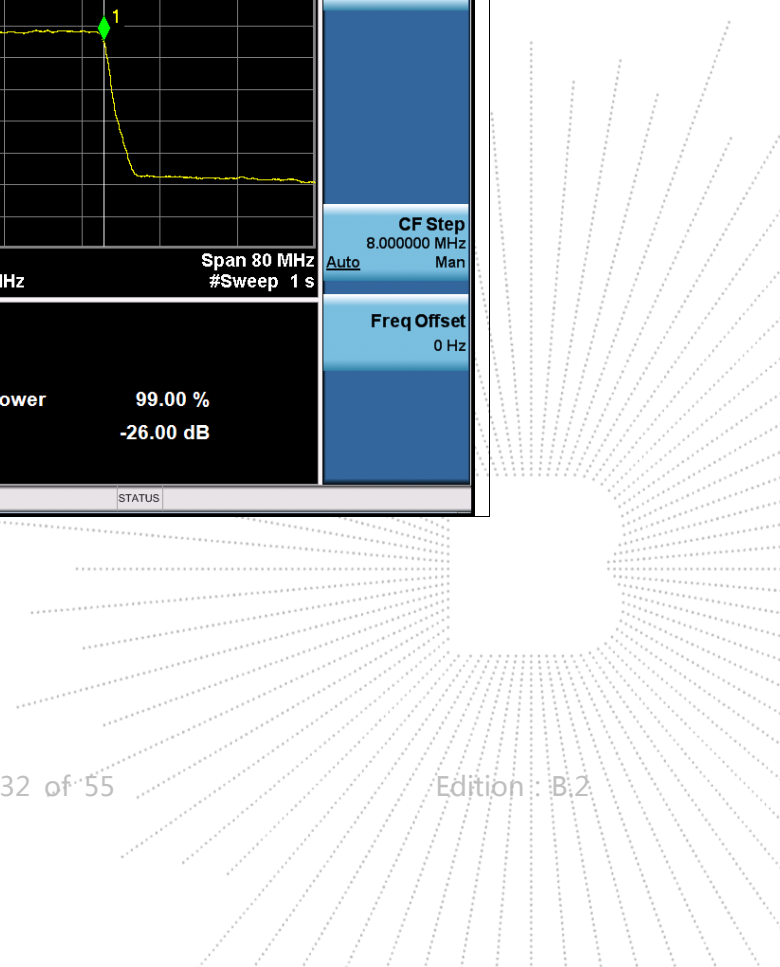 1
CF Step
8.000000 MHz
Auto Man
Span 80 MHz
#Sweep 1 s
Freq Offset
0 Hz
99.00 %
-26.00 dB
STATUS
32 of 55
Edition : B.2